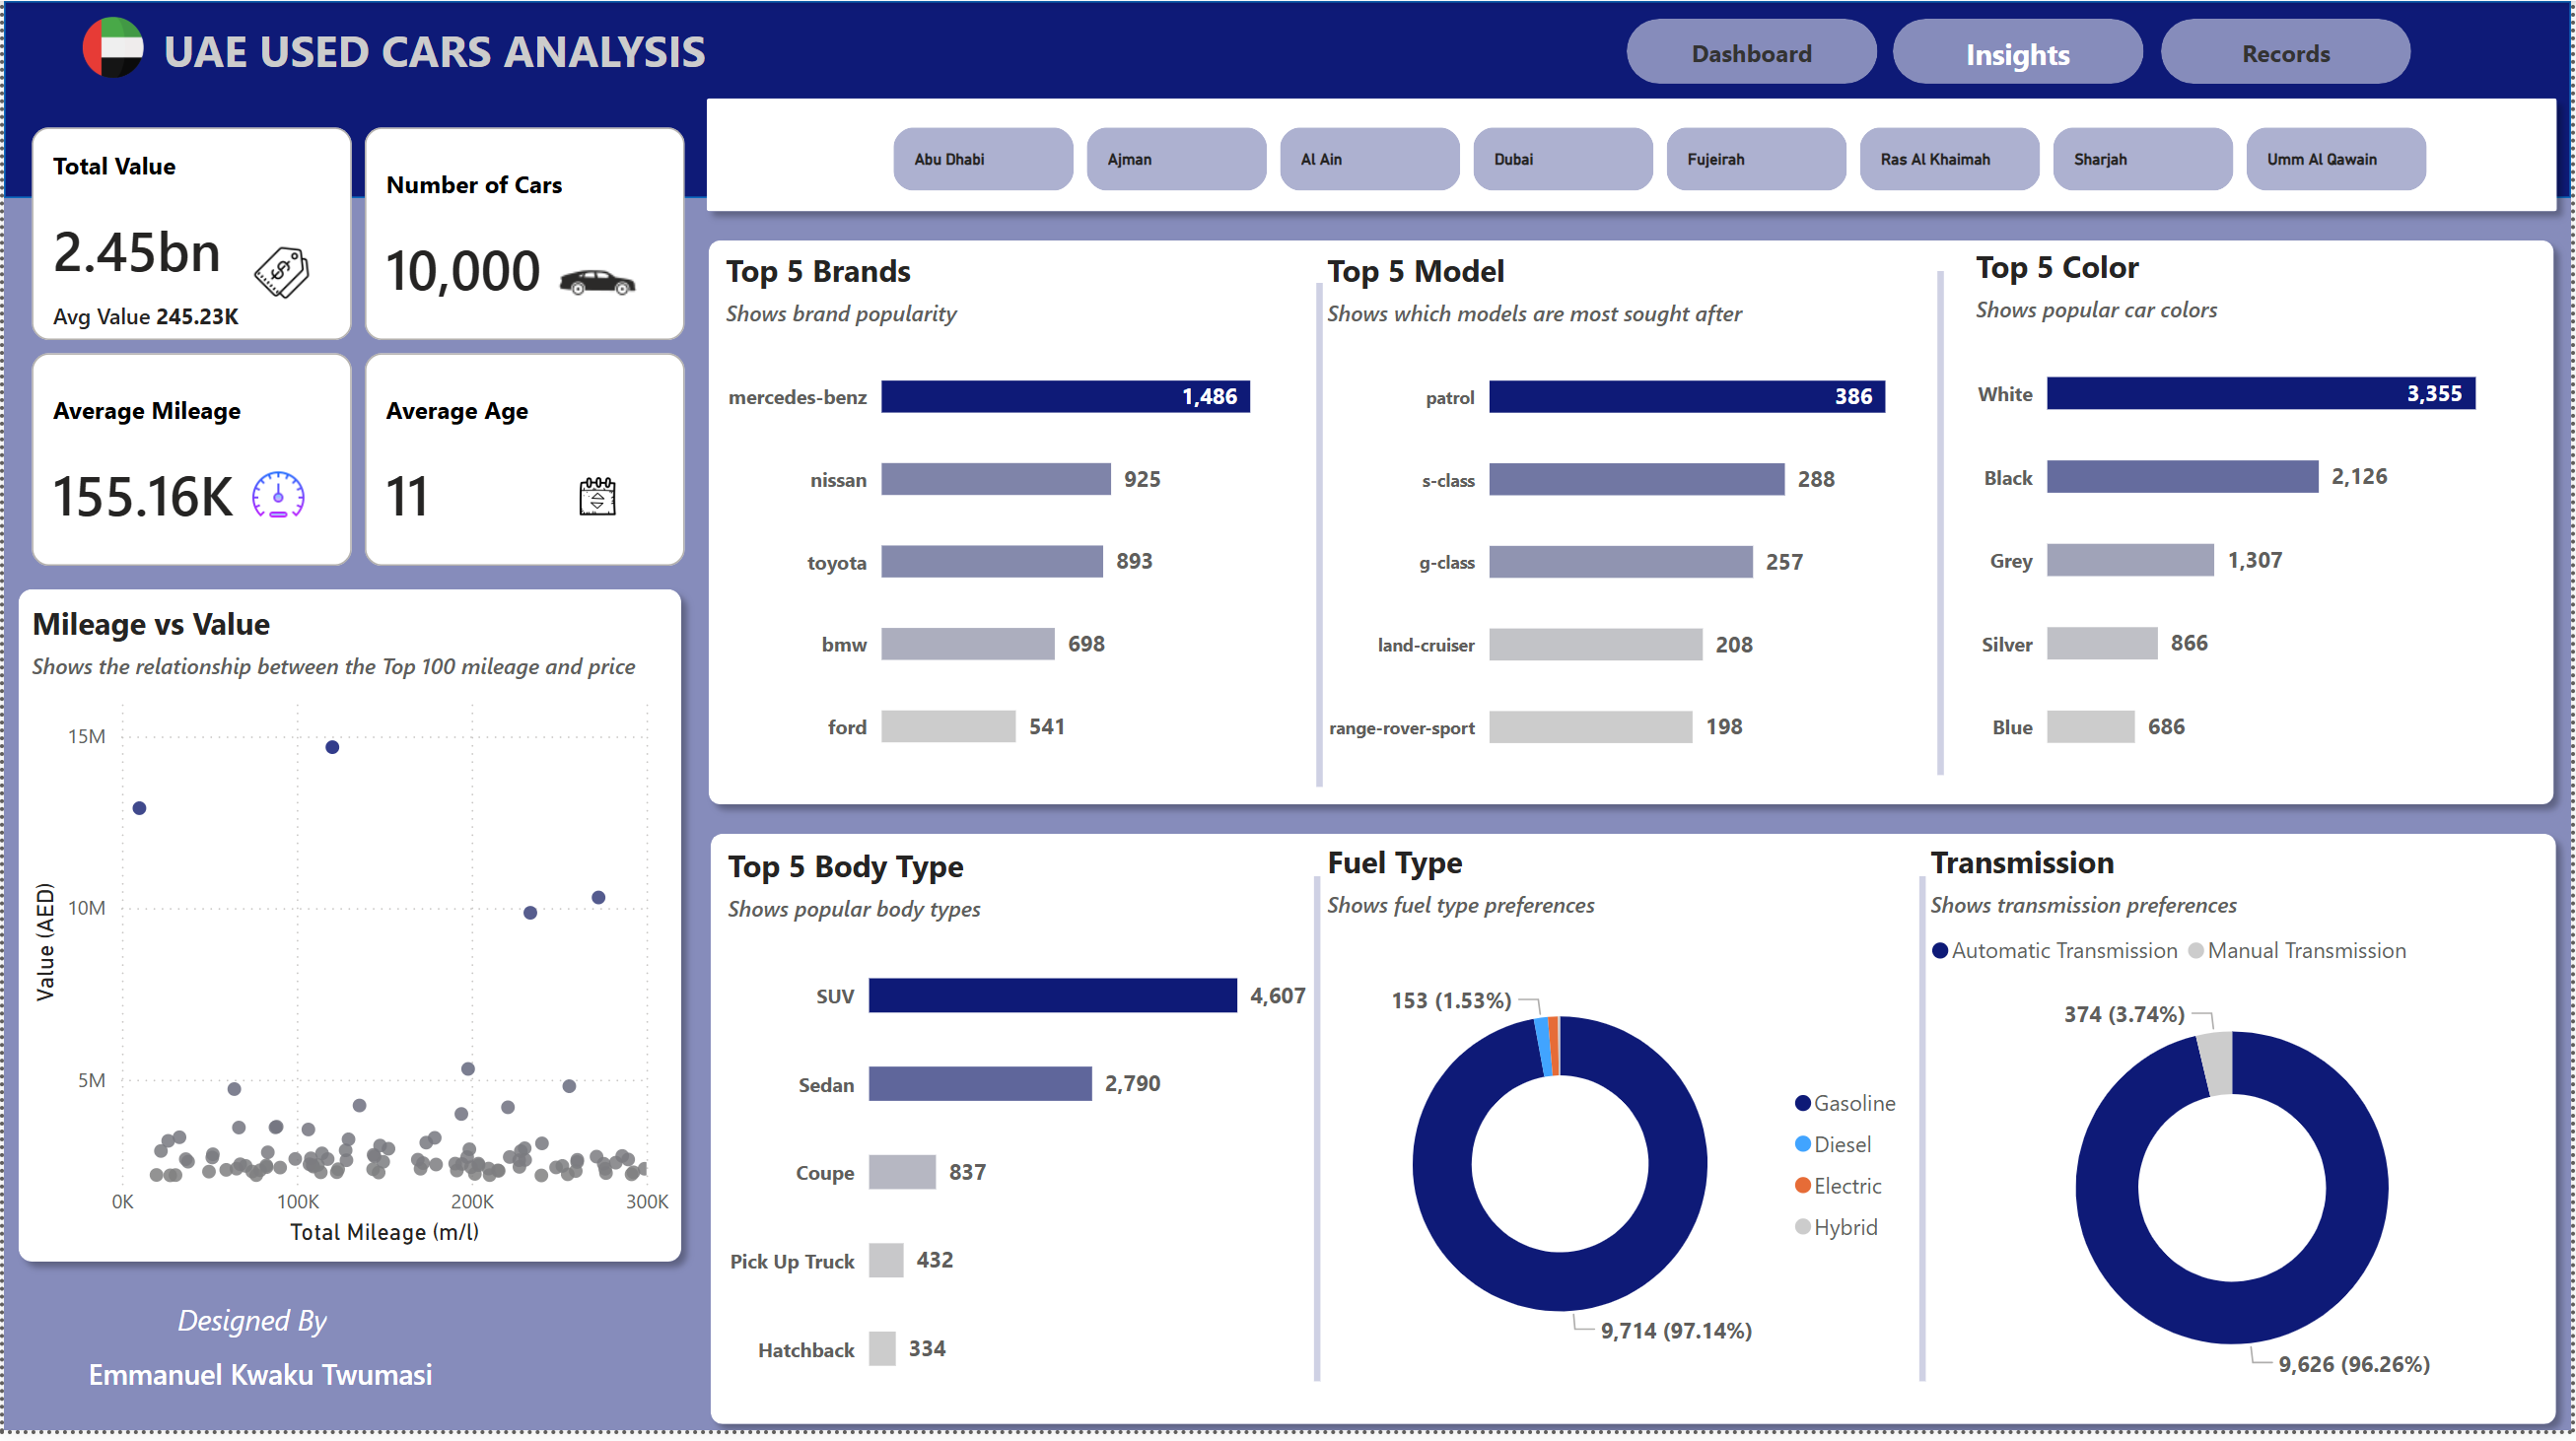 UAE USED CARS ANALYSIS
Dashboard
Insights
Records
Abu Dhabi
Ajman
Al Ain
Dubai
Fujeirah
Ras Al Khaimah
Sharjah
Umm Al Qawain
Total Value
2.45bn
Avg Value 245.23K
Number of Cars
10,000
Average Mileage
155.16K
Average Age
11
Mileage vs Value
Shows the relationship between the Top 100 mileage and price
Value (AED)
15M
10M
5M
0K
100K
200K
300K
Total Mileage (m/l)
Designed By
Emmanuel Kwaku Twumasi
Top 5 Brands
Shows brand popularity
mercedes-benz 1,486
nissan 925
toyota 893
bmw 698
ford 541
Top 5 Model
Shows which models are most sought after
patrol 386
s-class 288
g-class 257
land-cruiser 208
range-rover-sport 198
Top 5 Color
Shows popular car colors
White 3,355
Black 2,126
Grey 1,307
Silver 866
Blue 686
Top 5 Body Type
Shows popular body types
SUV 4,607
Sedan 2,790
Coupe 837
Pick Up Truck 432
Hatchback 334
Fuel Type
Shows fuel type preferences
153 (1.53%)
9,714 (97.14%)
Gasoline
Diesel
Electric
Hybrid
Transmission
Shows transmission preferences
Automatic Transmission
Manual Transmission
374 (3.74%)
9,626 (96.26%)